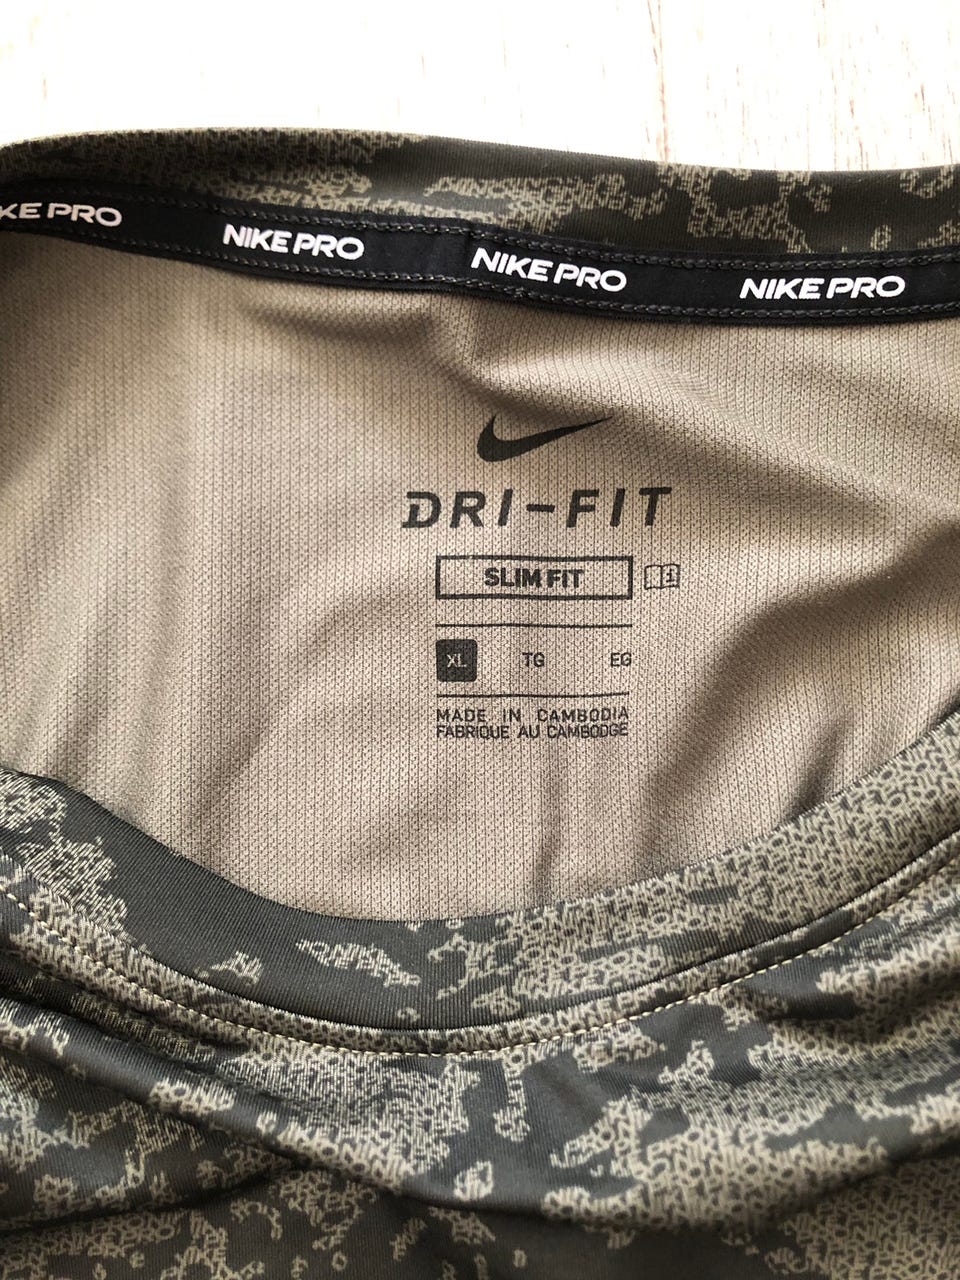 KE PRO NIKE PRO NIKE PRO NIKE PRO
DRI-FIT
SLIM FIT
XL TG EG
MADE IN CAMBODIA
FABRIQUE AU CAMBODGE